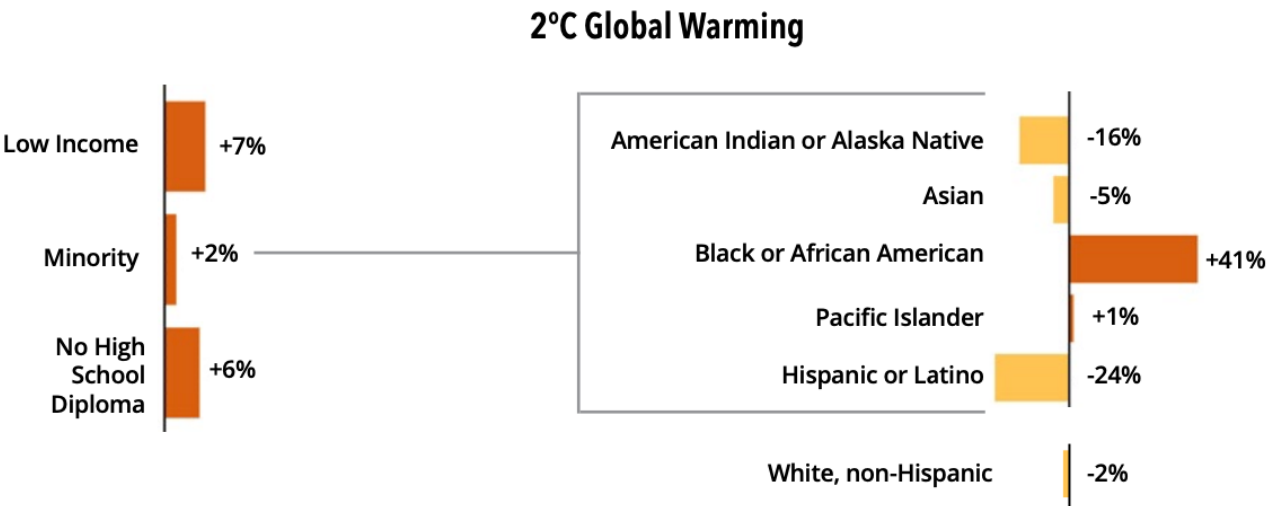 2ºC Global Warming
Low Income +7%
Minority +2%
No High
School
Diploma
+6%
American Indian or Alaska Native -16%
Asian -5%
Black or African American +41%
Pacific Islander +1%
Hispanic or Latino -24%
White, non-Hispanic -2%